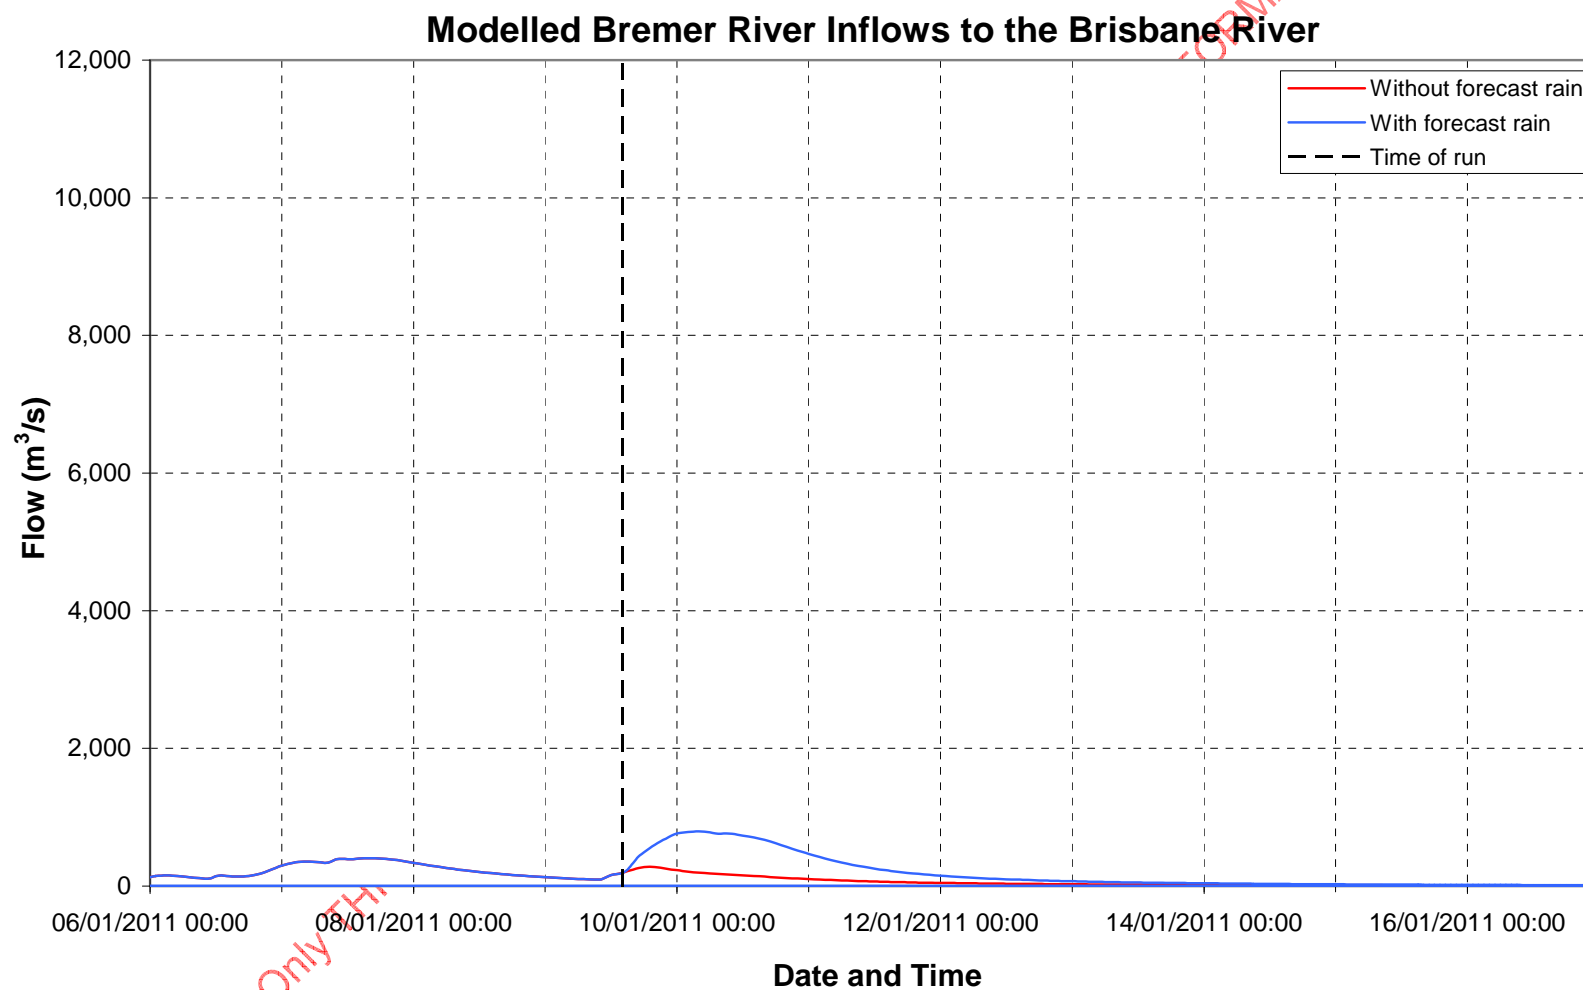 Modelled Bremer River Inflows to the Brisbane River
12,000
10,000
8,000
6,000
4,000
2,000
0
Flow (m³/s)
Without forecast rain
With forecast rain
Time of run
06/01/2011 00:00
08/01/2011 00:00
10/01/2011 00:00
12/01/2011 00:00
14/01/2011 00:00
16/01/2011 00:00
Date and Time
Only